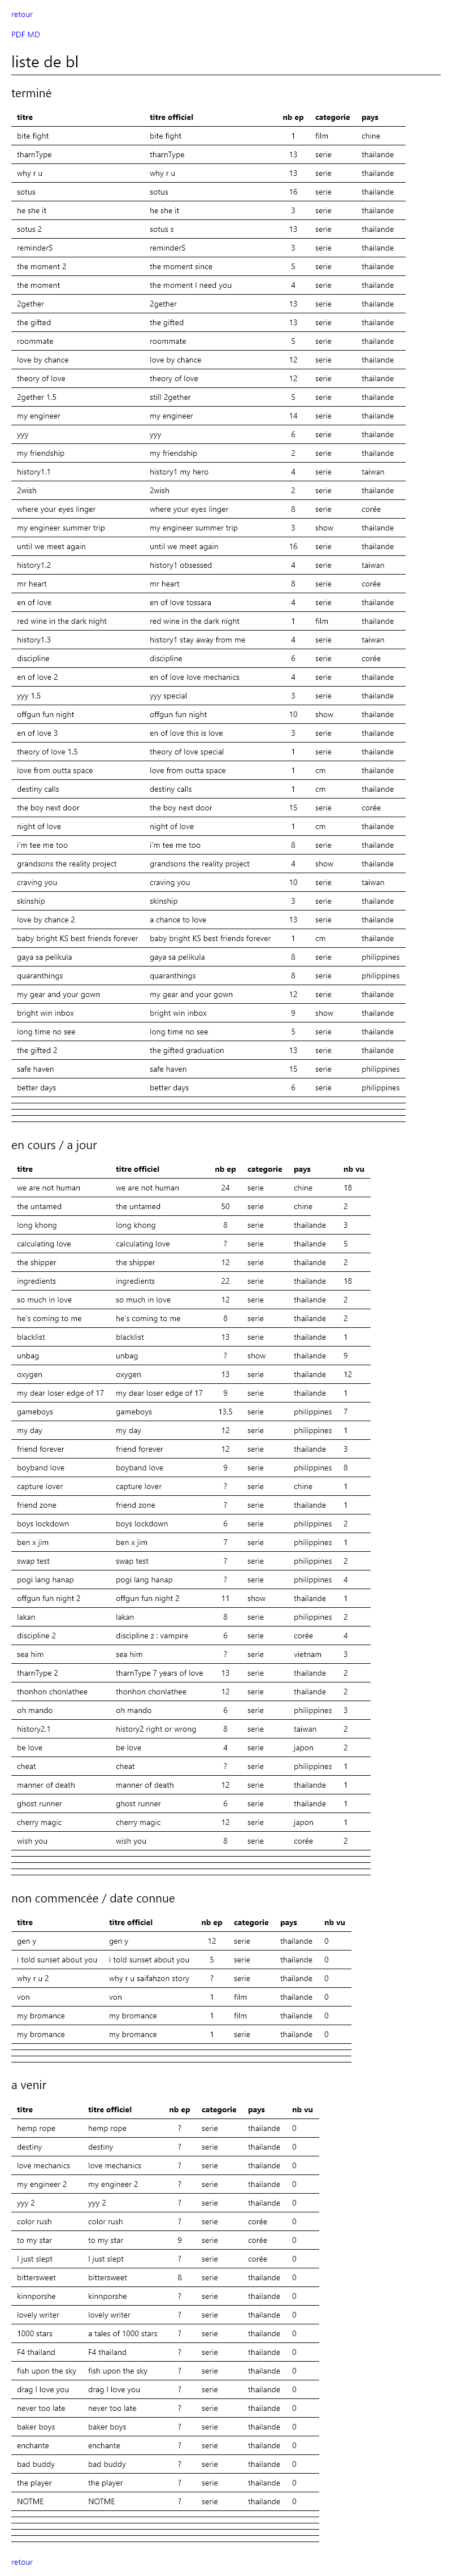 retour
PDF MD
liste de bl
terminé
titre titre officiel nb ep categorie pays
bite fight bite fight 1 film chine
tharnType tharnType 13 serie thailande
why r u why r u 13 serie thailande
sotus sotus 16 serie thailande
he she it he she it 3 serie thailande
sotus 2 sotus s 13 serie thailande
reminderS reminderS 3 serie thailande
the moment 2 the moment since 5 serie thailande
the moment the moment I need you 4 serie thailande
2gether 2gether 13 serie thailande
the gifted the gifted 13 serie thailande
roommate roommate 5 serie thailande
love by chance love by chance 12 serie thailande
theory of love theory of love 12 serie thailande
2gether 1.5 still 2gether 5 serie thailande
my engineer my engineer 14 serie thailande
yyy yyy 6 serie thailande
my friendship my friendship 2 serie thailande
history1.1 history1 my hero 4 serie taiwan
2wish 2wish 2 serie thailande
where your eyes linger where your eyes linger 8 serie corée
my engineer summer trip my engineer summer trip 3 show thailande
until we meet again until we meet again 16 serie thailande
history1.2 history1 obsessed 4 serie taiwan
mr heart mr heart 8 serie corée
en of love en of love tossara 4 serie thailande
red wine in the dark night red wine in the dark night 1 film thailande
history1.3 history1 stay away from me 4 serie taiwan
discipline discipline 6 serie corée
en of love 2 en of love love mechanics 4 serie thailande
yyy 1.5 yyy special 3 serie thailande
offgun fun night offgun fun night 10 show thailande
en of love 3 en of love this is love 3 serie thailande
theory of love 1.5 theory of love special 1 serie thailande
love from outta space love from outta space 1 cm thailande
destiny calls destiny calls 1 cm thailande
the boy next door the boy next door 15 serie corée
night of love night of love 1 cm thailande
i'm tee me too i'm tee me too 8 serie thailande
grandsons the reality project grandsons the reality project 4 show thailande
craving you craving you 10 serie taiwan
skinship skinship 3 serie thailande
love by chance 2 a chance to love 13 serie thailande
baby bright KS best friends forever baby bright KS best friends forever 1 cm thailande
gaya sa pelikula gaya sa pelikula 8 serie philippines
quaranthings quaranthings 8 serie philippines
my gear and your gown my gear and your gown 12 serie thailande
bright win inbox bright win inbox 9 show thailande
long time no see long time no see 5 serie thailande
the gifted 2 the gifted graduation 13 serie thailande
safe haven safe haven 15 serie philippines
better days better days 6 serie philippines
en cours / a jour
titre titre officiel nb ep categorie pays nb vu
we are not human we are not human 24 serie chine 18
the untamed the untamed 50 serie chine 2
long khong long khong 8 serie thailande 3
calculating love calculating love ? serie thailande 5
the shipper the shipper 12 serie thailande 2
ingredients ingredients 22 serie thailande 18
so much in love so much in love 12 serie thailande 2
he's coming to me he's coming to me 8 serie thailande 2
blacklist blacklist 13 serie thailande 1
unbag unbag ? show thailande 9
oxygen oxygen 13 serie thailande 12
my dear loser edge of 17 my dear loser edge of 17 9 serie thailande 1
gameboys gameboys 13.5 serie philippines 7
my day my day 12 serie philippines 1
friend forever friend forever 12 serie thailande 3
boyband love boyband love 9 serie philippines 8
capture lover capture lover ? serie chine 1
friend zone friend zone ? serie thailande 1
boys lockdown boys lockdown 6 serie philippines 2
ben x jim ben x jim 7 serie philippines 1
swap test swap test ? serie philippines 2
pogi lang hanap pogi lang hanap ? serie philippines 4
offgun fun night 2 offgun fun night 2 11 show thailande 1
lakan lakan 8 serie philippines 2
discipline 2 discipline z : vampire 6 serie corée 4
sea him sea him ? serie vietnam 3
tharnType 2 tharnType 7 years of love 13 serie thailande 2
thonhon chonlathee thonhon chonlathee 12 serie thailande 2
oh mando oh mando 6 serie philippines 3
history2.1 history2 right or wrong 8 serie taiwan 2
be love be love 4 serie japon 2
cheat cheat ? serie philippines 1
manner of death manner of death 12 serie thailande 1
ghost runner ghost runner 6 serie thailande 1
cherry magic cherry magic 12 serie japon 1
wish you wish you 8 serie corée 2
non commencée / date connue
titre titre officiel nb ep categorie pays nb vu
gen y gen y 12 serie thailande 0
i told sunset about you i told sunset about you 5 serie thailande 0
why r u 2 why r u saifahzon story ? serie thailande 0
von von 1 film thailande 0
my bromance my bromance 1 film thailande 0
my bromance my bromance 1 serie thailande 0
a venir
titre titre officiel nb ep categorie pays nb vu
hemp rope hemp rope ? serie thailande 0
destiny destiny ? serie thailande 0
love mechanics love mechanics ? serie thailande 0
my engineer 2 my engineer 2 ? serie thailande 0
yyy 2 yyy 2 ? serie thailande 0
color rush color rush ? serie corée 0
to my star to my star 9 serie corée 0
I just slept I just slept ? serie corée 0
bittersweet bittersweet 8 serie thailande 0
kinnporshe kinnporshe ? serie thailande 0
lovely writer lovely writer ? serie thailande 0
1000 stars a tales of 1000 stars ? serie thailande 0
F4 thailand F4 thailand ? serie thailande 0
fish upon the sky fish upon the sky ? serie thailande 0
drag I love you drag I love you ? serie thailande 0
never too late never too late ? serie thailande 0
baker boys baker boys ? serie thailande 0
enchante enchante ? serie thailande 0
bad buddy bad buddy ? serie thailande 0
the player the player ? serie thailande 0
NOTME NOTME ? serie thailande 0
retour